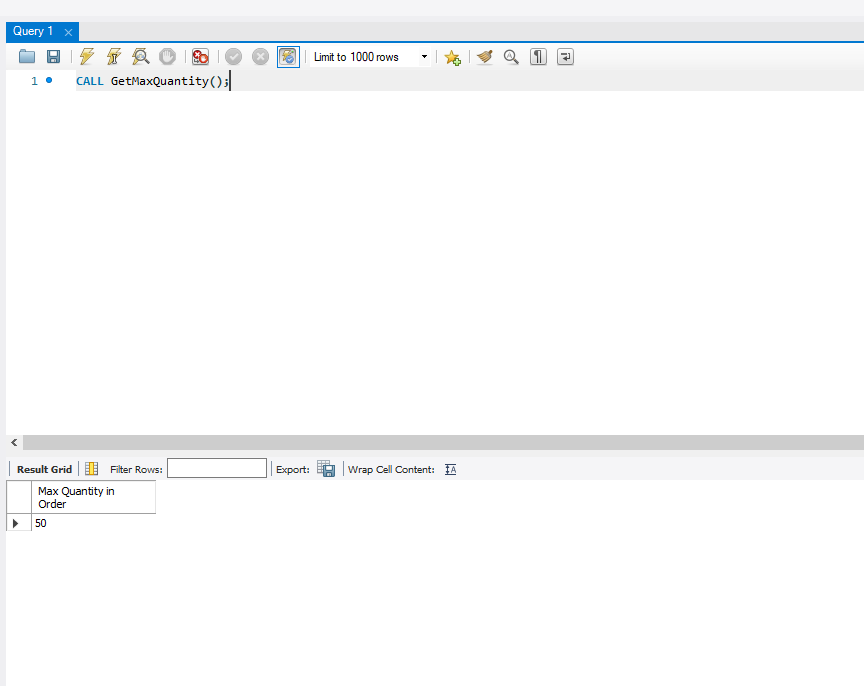 Query 1
Limit to 1000 rows
1 CALL GetMaxQuantity();
Result Grid Filter Rows: Export: Wrap Cell Content:
Max Quantity in
Order
50